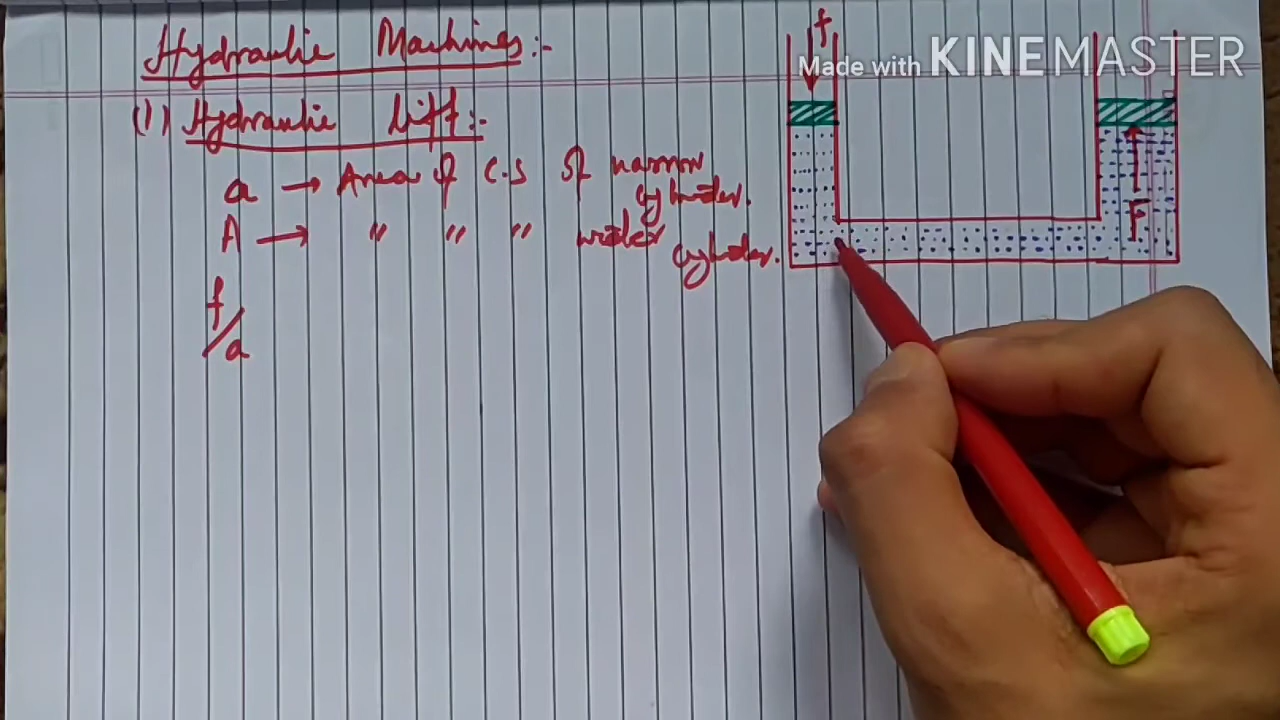 Hydraulic Machines:-
(1) Hydraulic Lift:-
a → Area of C.S of narrow cylinder.
A → " " " wider cylinder.
f/a
f
F
Made with KINEMASTER